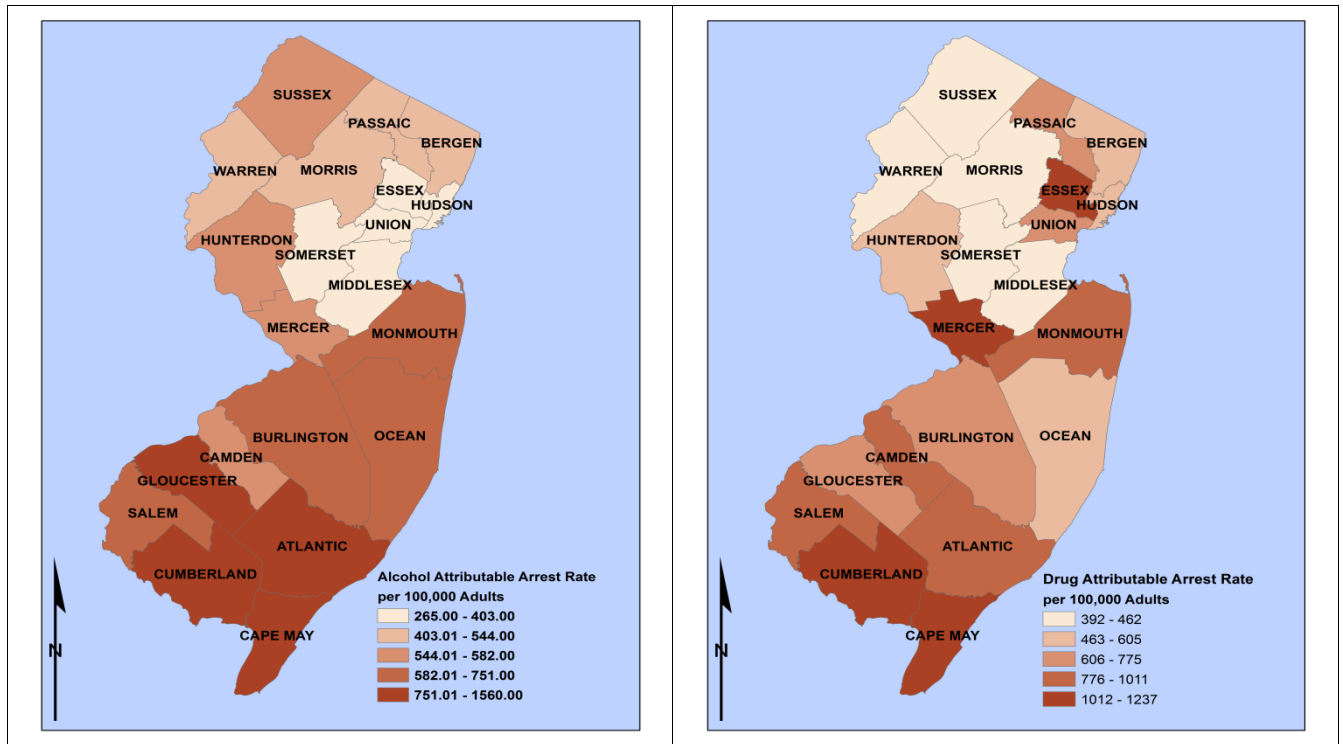 SUSSEX
PASSAIC
BERGEN
WARREN
MORRIS
ESSEX
HUDSON
UNION
HUNTERDON
SOMERSET
MIDDLESEX
MERCER
MONMOUTH
BURLINGTON
OCEAN
CAMDEN
GLOUCESTER
SALEM
ATLANTIC
CUMBERLAND
CAPE MAY
N
Alcohol Attributable Arrest Rate
per 100,000 Adults
265.00 - 403.00
403.01 - 544.00
544.01 - 582.00
582.01 - 751.00
751.01 - 1560.00
SUSSEX
PASSAIC
BERGEN
WARREN
MORRIS
ESSEX
HUDSON
UNION
HUNTERDON
SOMERSET
MIDDLESEX
MERCER
MONMOUTH
BURLINGTON
OCEAN
CAMDEN
GLOUCESTER
SALEM
ATLANTIC
CUMBERLAND
CAPE MAY
N
Drug Attributable Arrest Rate
per 100,000 Adults
392 - 462
463 - 605
606 - 775
776 - 1011
1012 - 1237